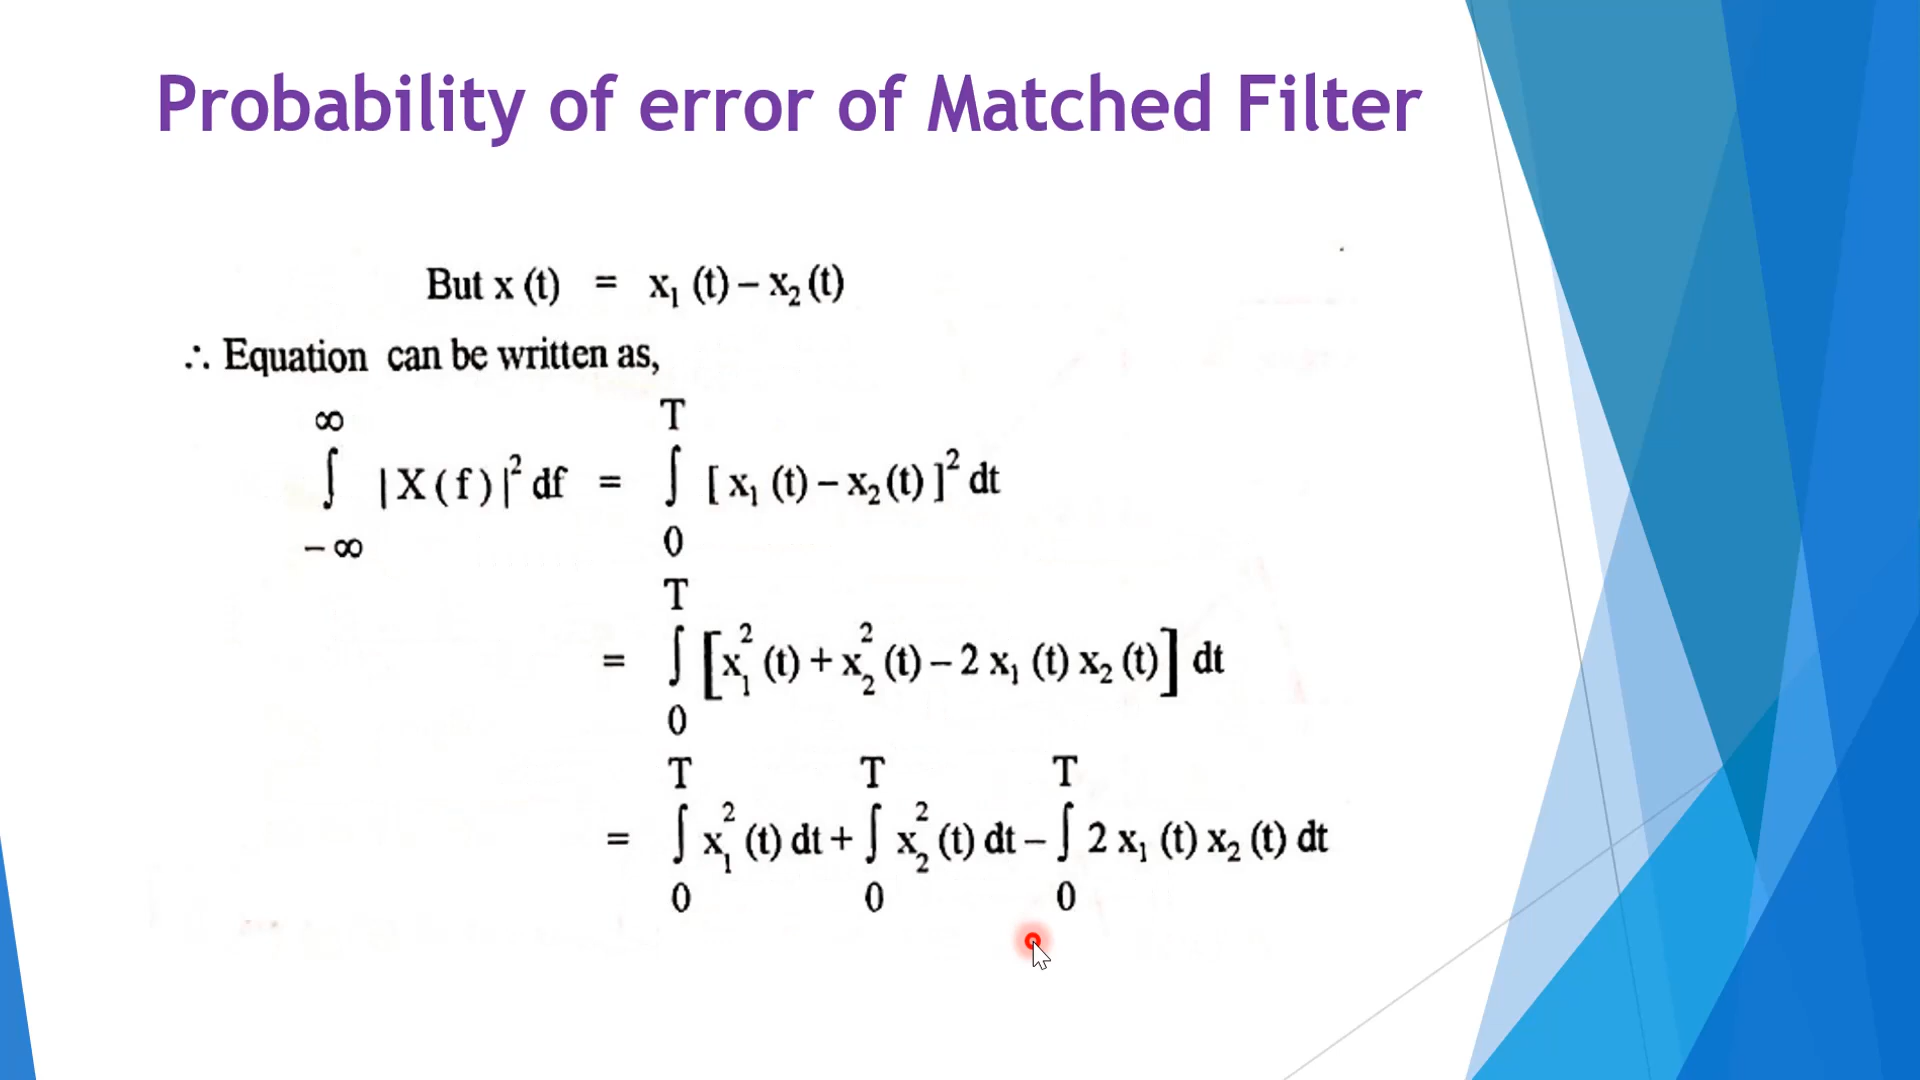 Probability of error of Matched Filter
But x (t) = x₁ (t) – x₂ (t)
∴ Equation can be written as,
∫_{– ∞}^{∞} | X ( f ) |² df = ∫_{0}^{T} [ x₁ (t) – x₂ (t) ]² dt
= ∫_{0}^{T} [ x₁² (t) + x₂² (t) – 2 x₁ (t) x₂ (t) ] dt
= ∫_{0}^{T} x₁² (t) dt + ∫_{0}^{T} x₂² (t) dt – ∫_{0}^{T} 2 x₁ (t) x₂ (t) dt